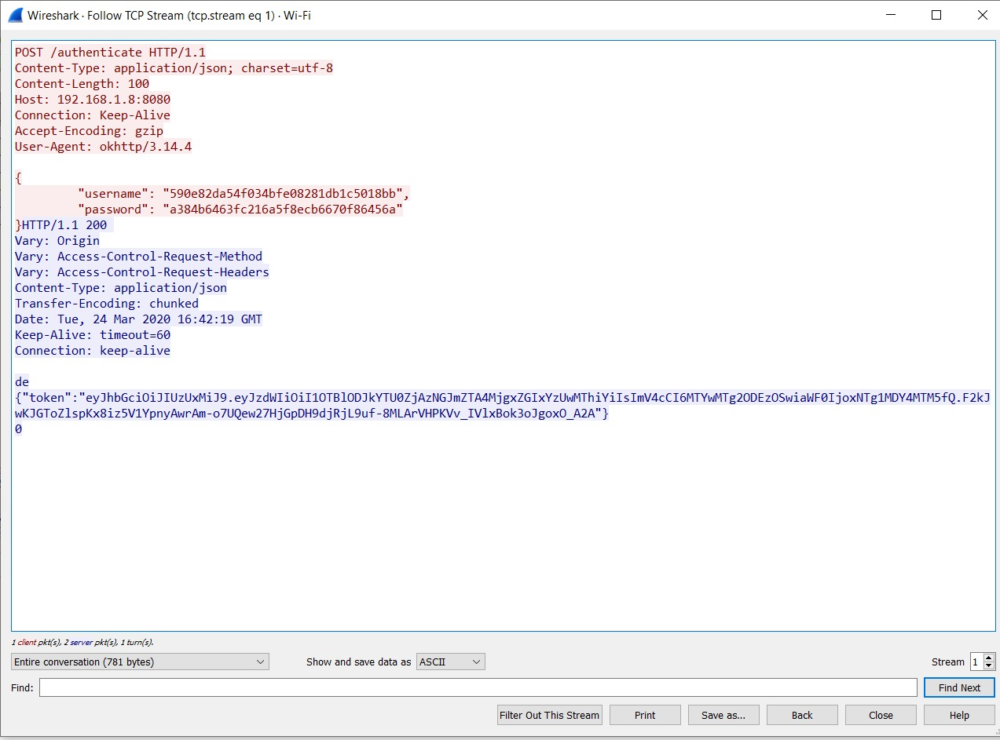 Wireshark · Follow TCP Stream (tcp.stream eq 1) · Wi-Fi
POST /authenticate HTTP/1.1
Content-Type: application/json; charset=utf-8
Content-Length: 100
Host: 192.168.1.8:8080
Connection: Keep-Alive
Accept-Encoding: gzip
User-Agent: okhttp/3.14.4
{
"username": "590e82da54f034bfe08281db1c5018bb",
"password": "a384b6463fc216a5f8ecb6670f86456a"
}HTTP/1.1 200
Vary: Origin
Vary: Access-Control-Request-Method
Vary: Access-Control-Request-Headers
Content-Type: application/json
Transfer-Encoding: chunked
Date: Tue, 24 Mar 2020 16:42:19 GMT
Keep-Alive: timeout=60
Connection: keep-alive
de
{"token":"eyJhbGciOiJIUzUxMiJ9.eyJzdWIiOiI1OTBlODJkYTU0ZjAzNGJmZTA4MjgxZGIxYzUwMThiYiIsImV4cCI6MTYwMTg2ODEzOSwiaWF0IjoxNTg1MDY4MTM5fQ.F2kJ
wKJGToZlspKx8iz5V1YpnyAwrAm-o7UQew27HjGpDH9djRjL9uf-8MLArVHPKVv_IVlxBok3oJgoxO_A2A"}
0
1 client pkt(s), 2 server pkt(s), 1 turn(s).
Entire conversation (781 bytes) Show and save data as ASCII Stream 1
Find: Find Next
Filter Out This Stream Print Save as... Back Close Help